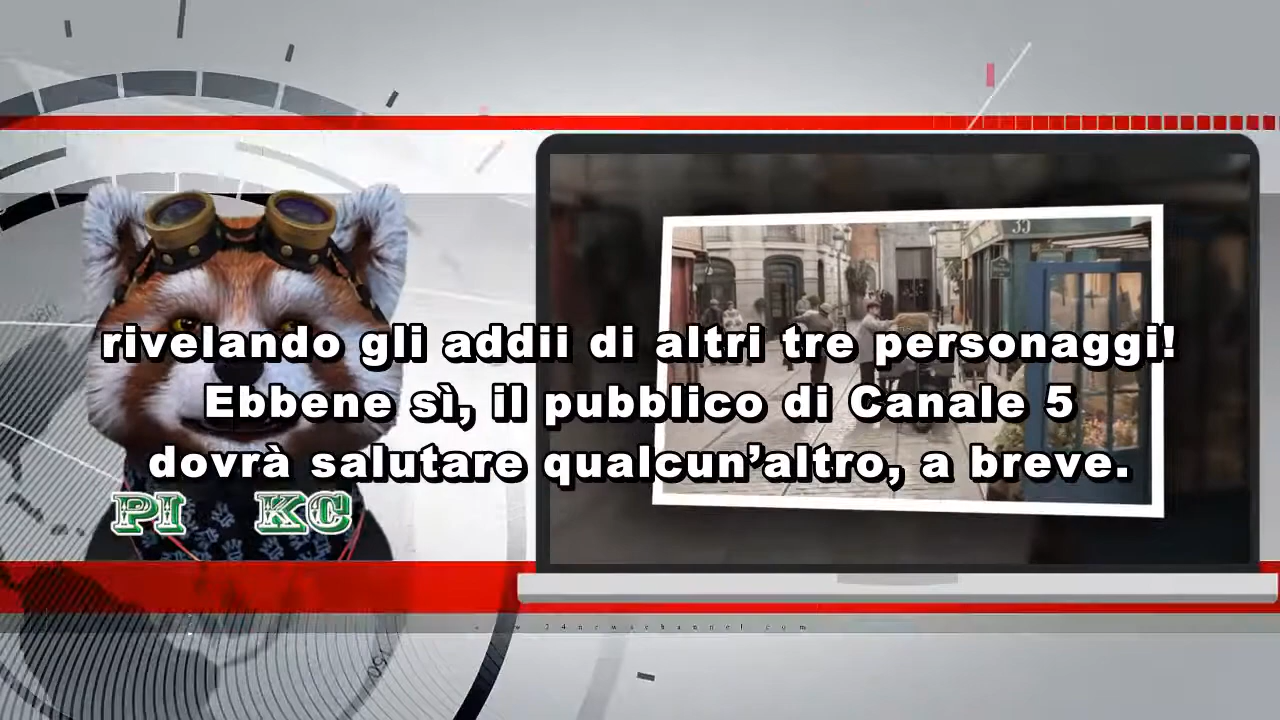 35
rivelando gli addii di altri tre personaggi!
Ebbene sì, il pubblico di Canale 5
dovrà salutare qualcun’altro, a breve.
PI KC